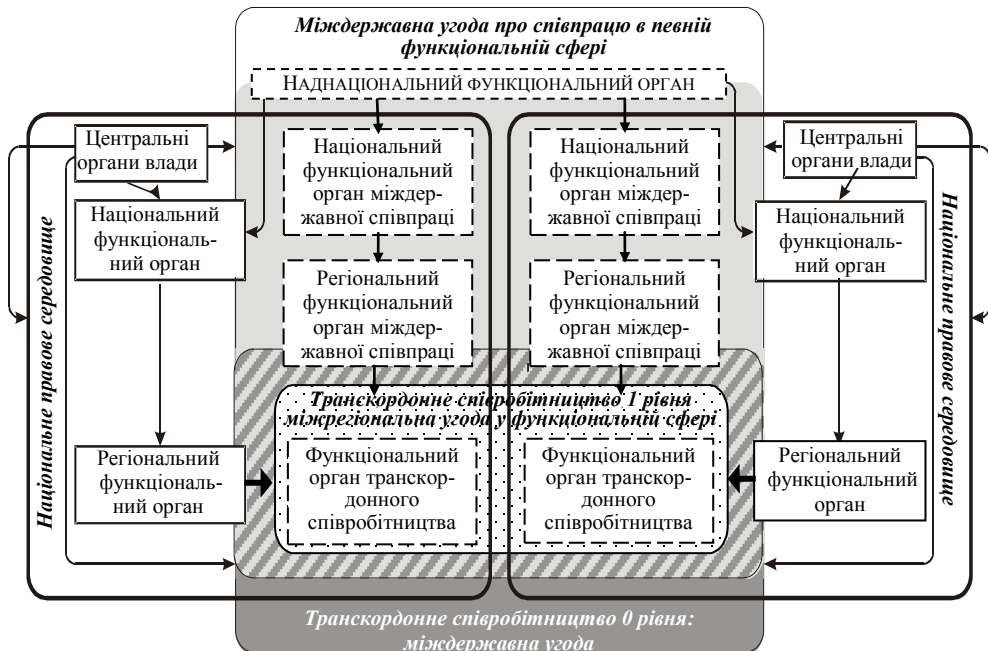 Міждержавна угода про співпрацю в певній
функціональній сфері
НАДНАЦІОНАЛЬНИЙ ФУНКЦІОНАЛЬНИЙ ОРГАН
Центральні
органи влади
Національний
функціональ-
ний орган
Регіональний
функціональ-
ний орган
Національне правове середовище
Національний
функціональний
орган міждер-
жавної співпраці
Регіональний
функціональний
орган міждер-
жавної співпраці
Національний
функціональний
орган міждер-
жавної співпраці
Регіональний
функціональний
орган міждер-
жавної співпраці
Центральні
органи влади
Національний
функціональ-
ний орган
Регіональний
функціональний
орган
Національне правове середовище
Транскордонне співробітництво 1 рівня
міжрегіональна угода у функціональній сфері
Функціональний
орган транскор-
донного
співробітництва
Функціональний
орган транскор-
донного
співробітництва
Транскордонне співробітництво 0 рівня:
міждержавна угода